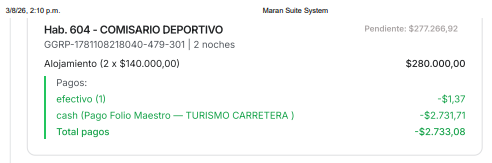 3/8/26, 2:10 p.m. Maran Suite System
Hab. 604 - COMISARIO DEPORTIVO Pendiente: $277.266,92
GGRP-1781108218040-479-301 | 2 noches
Alojamiento (2 x $140.000,00) $280.000,00
Pagos:
efectivo (1) -$1,37
cash (Pago Folio Maestro — TURISMO CARRETERA ) -$2.731,71
Total pagos -$2.733,08